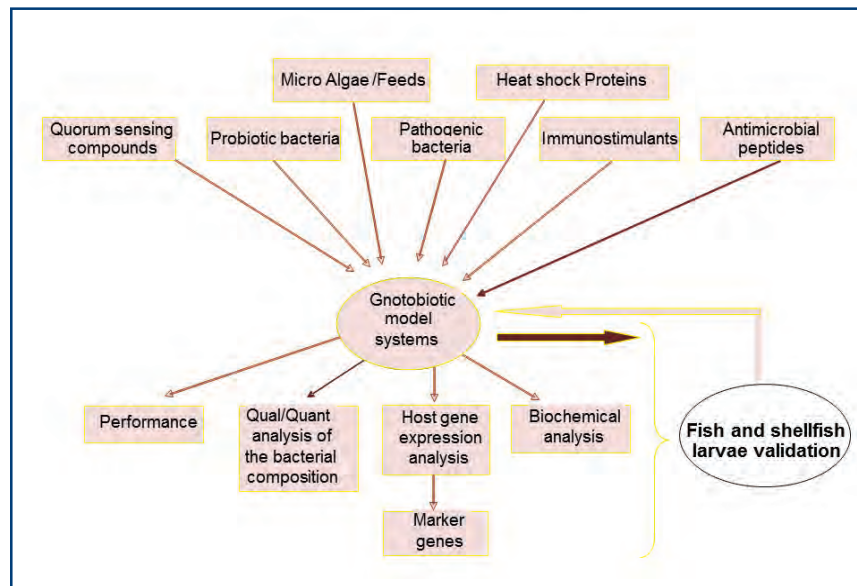 Micro Algae /Feeds
Heat shock Proteins
Quorum sensing
compounds
Probiotic bacteria
Pathogenic
bacteria
Immunostimulants
Antimicrobial
peptides
Gnotobiotic
model
systems
Performance
Qual/Quant
analysis of
the bacterial
composition
Host gene
expression
analysis
Biochemical
analysis
Fish and shellfish
larvae validation
Marker
genes